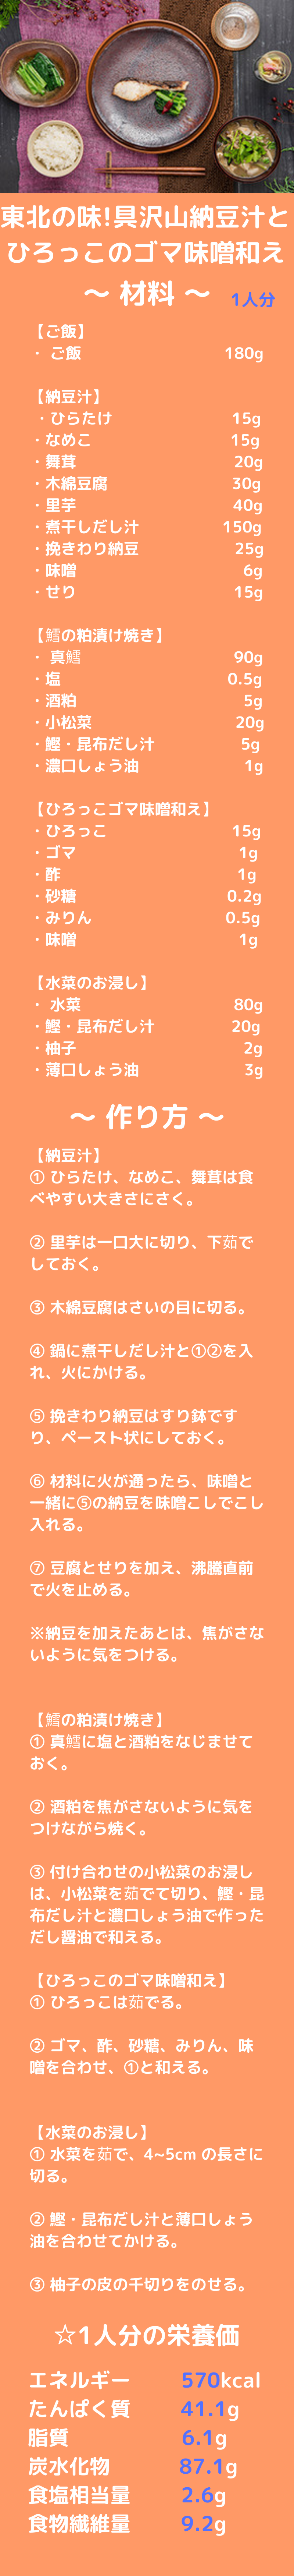 東北の味!具沢山納豆汁と
ひろっこのゴマ味噌和え
～ 材料 ～ 1人分
【ご飯】
・ ご飯 180g
【納豆汁】
・ひらたけ 15g
・なめこ 15g
・舞茸 20g
・木綿豆腐 30g
・里芋 40g
・煮干しだし汁 150g
・挽きわり納豆 25g
・味噌 6g
・せり 15g
【鱈の粕漬け焼き】
・ 真鱈 90g
・塩 0.5g
・酒粕 5g
・小松菜 20g
・鰹・昆布だし汁 5g
・濃口しょう油 1g
【ひろっこゴマ味噌和え】
・ひろっこ 15g
・ゴマ 1g
・酢 1g
・砂糖 0.2g
・みりん 0.5g
・味噌 1g
【水菜のお浸し】
・ 水菜 80g
・鰹・昆布だし汁 20g
・柚子 2g
・薄口しょう油 3g
～ 作り方 ～
【納豆汁】
① ひらたけ、なめこ、舞茸は食
べやすい大きさにさく。
② 里芋は一口大に切り、下茹で
しておく。
③ 木綿豆腐はさいの目に切る。
④ 鍋に煮干しだし汁と①②を入
れ、火にかける。
⑤ 挽きわり納豆はすり鉢です
り、ペースト状にしておく。
⑥ 材料に火が通ったら、味噌と
一緒に⑤の納豆を味噌こしでこし
入れる。
⑦ 豆腐とせりを加え、沸騰直前
で火を止める。
※納豆を加えたあとは、焦がさな
いように気をつける。
【鱈の粕漬け焼き】
① 真鱈に塩と酒粕をなじませて
おく。
② 酒粕を焦がさないように気を
つけながら焼く。
③ 付け合わせの小松菜のお浸し
は、小松菜を茹でて切り、鰹・昆
布だし汁と濃口しょう油で作った
だし醤油で和える。
【ひろっこのゴマ味噌和え】
① ひろっこは茹でる。
② ゴマ、酢、砂糖、みりん、味
噌を合わせ、①と和える。
【水菜のお浸し】
① 水菜を茹で、4~5cm の長さに
切る。
② 鰹・昆布だし汁と薄口しょう
油を合わせてかける。
③ 柚子の皮の千切りをのせる。
☆1人分の栄養価
エネルギー 570kcal
たんぱく質 41.1g
脂質 6.1g
炭水化物 87.1g
食塩相当量 2.6g
食物繊維量 9.2g